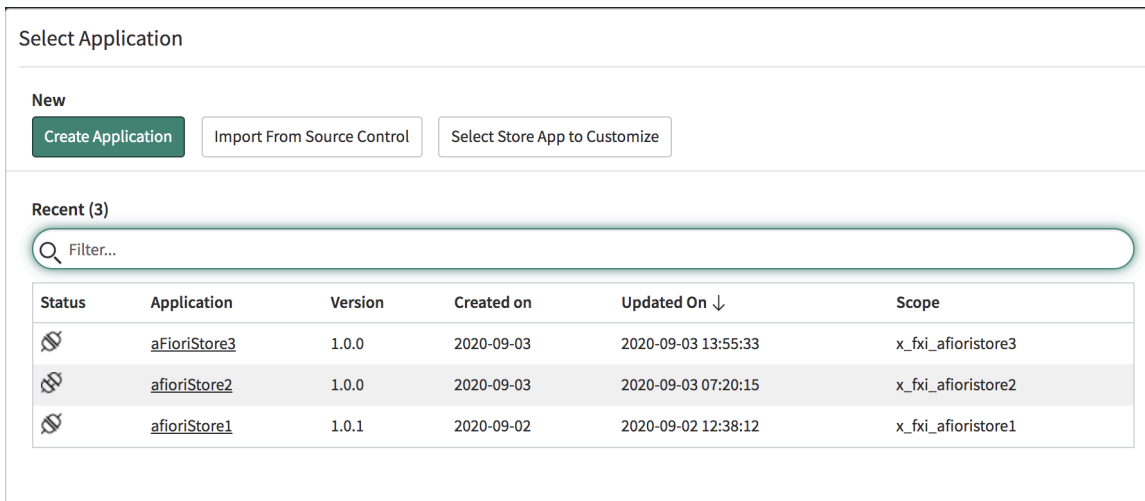 Select Application
New
Create Application Import From Source Control Select Store App to Customize
Recent (3)
Filter...
Status Application Version Created on Updated On ↓ Scope
aFioriStore3 1.0.0 2020-09-03 2020-09-03 13:55:33 x_fxi_afioristore3
afioriStore2 1.0.0 2020-09-03 2020-09-03 07:20:15 x_fxi_afioristore2
afioriStore1 1.0.1 2020-09-02 2020-09-02 12:38:12 x_fxi_afioristore1